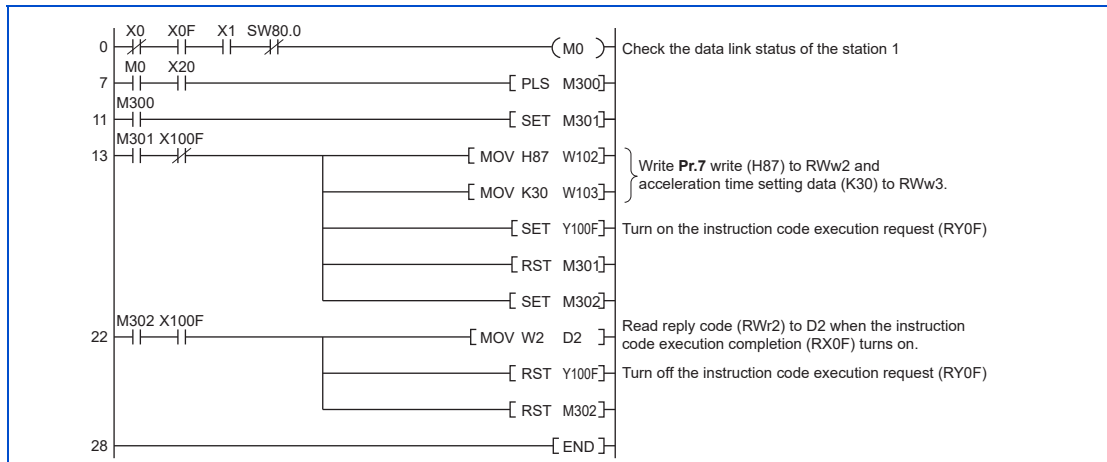 X0 X0F X1 SW80.0
0 M0 Check the data link status of the station 1
M0 X20
7 PLS M300
M300
11 SET M301
M301 X100F
13 MOV H87 W102
Write Pr.7 write (H87) to RWw2 and
acceleration time setting data (K30) to RWw3.
MOV K30 W103
SET Y100F Turn on the instruction code execution request (RY0F)
RST M301
SET M302
M302 X100F
22 MOV W2 D2 Read reply code (RWr2) to D2 when the instruction
code execution completion (RX0F) turns on.
RST Y100F Turn off the instruction code execution request (RY0F)
RST M302
28 END